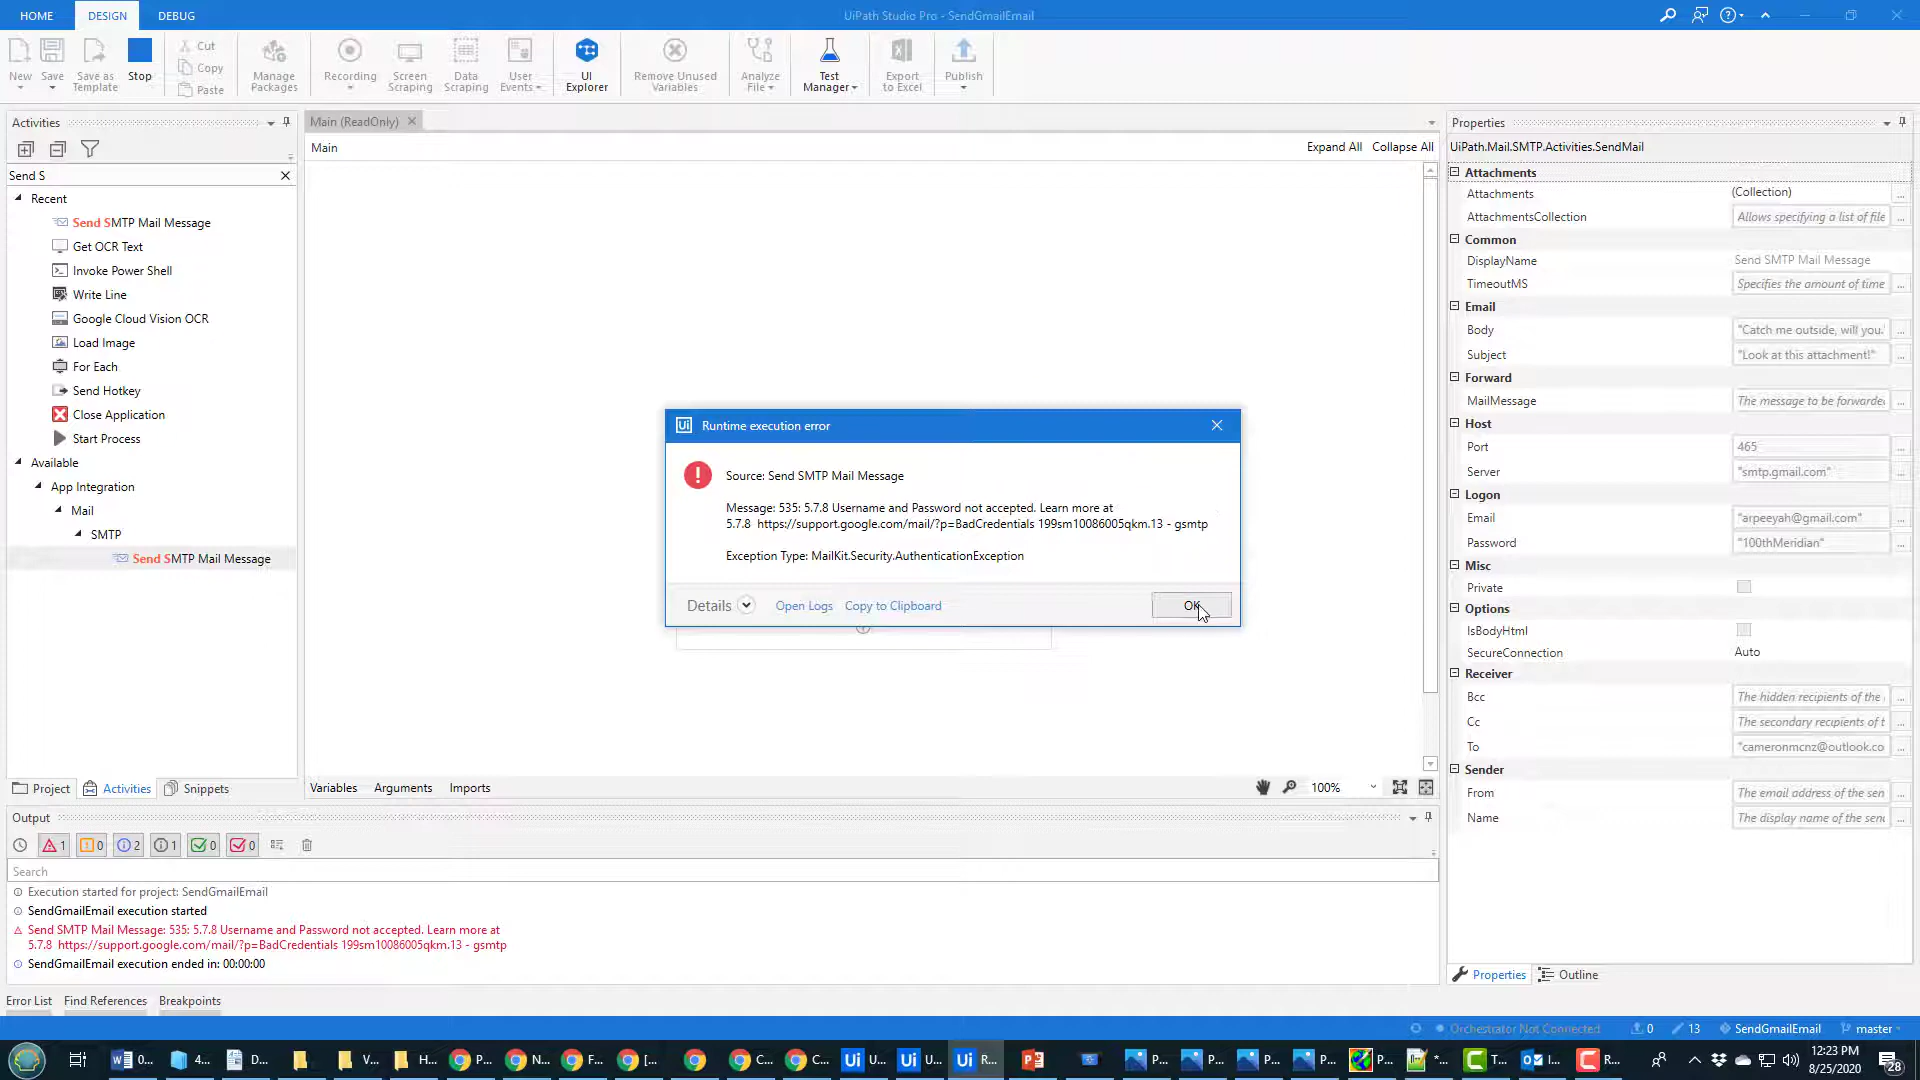 HOME DESIGN DEBUG
UiPath Studio Pro - SendGmailEmail
New
Save
Save as
Template
Stop
Cut
Copy
Paste
Manage
Packages
Recording
Screen
Scraping
Data
Scraping
User
Events
UI
Explorer
Remove Unused
Variables
Analyze
File
Test
Manager
Export
to Excel
Publish
Activities
Send S
Recent
Send SMTP Mail Message
Get OCR Text
Invoke Power Shell
Write Line
Google Cloud Vision OCR
Load Image
For Each
Send Hotkey
Close Application
Start Process
Available
App Integration
Mail
SMTP
Send SMTP Mail Message
Project Activities Snippets
Main (ReadOnly)
Main
Expand All Collapse All
Ui Runtime execution error
Source: Send SMTP Mail Message
Message: 535: 5.7.8 Username and Password not accepted. Learn more at
5.7.8 https://support.google.com/mail/?p=BadCredentials 199sm10086005qkm.13 - gsmtp
Exception Type: MailKit.Security.AuthenticationException
Details Open Logs Copy to Clipboard OK
Variables Arguments Imports
100%
Properties
UiPath.Mail.SMTP.Activities.SendMail
Attachments
Attachments (Collection) ...
AttachmentsCollection Allows specifying a list of file ...
Common
DisplayName Send SMTP Mail Message
TimeoutMS Specifies the amount of time ...
Email
Body "Catch me outside, will you. ...
Subject "Look at this attachment!" ...
Forward
MailMessage The message to be forwarde ...
Host
Port 465 ...
Server "smtp.gmail.com" ...
Logon
Email "arpeeyah@gmail.com" ...
Password "100thMeridian" ...
Misc
Private
Options
IsBodyHtml
SecureConnection Auto
Receiver
Bcc The hidden recipients of the ...
Cc The secondary recipients of t ...
To "cameronmcnz@outlook.co ...
Sender
From The email address of the sen ...
Name The display name of the sen ...
Properties Outline
Output
1 0 2 1 0 0
Search
Execution started for project: SendGmailEmail
SendGmailEmail execution started
Send SMTP Mail Message: 535: 5.7.8 Username and Password not accepted. Learn more at
5.7.8 https://support.google.com/mail/?p=BadCredentials 199sm10086005qkm.13 - gsmtp
SendGmailEmail execution ended in: 00:00:00
Error List Find References Breakpoints
Orchestrator Not Connected 0 13 SendGmailEmail master
0... 4... D... V... H... P... N... F... [... C... C... Ui U... Ui U... Ui R... P... P... P... P... P... *... T... I... R...
12:23 PM
8/25/2020
28